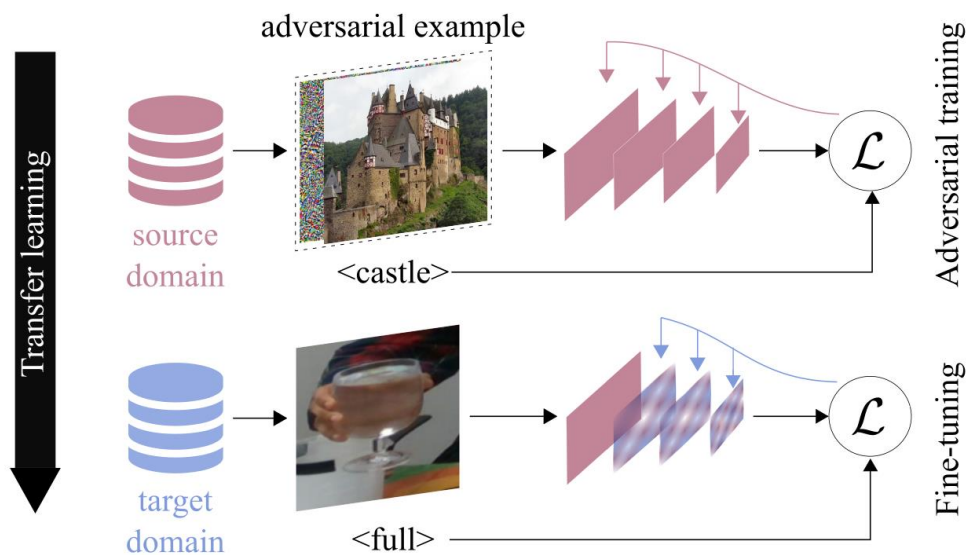 adversarial example
Transfer learning
source
domain
<castle>
ℒ
Adversarial training
target
domain
<full>
ℒ
Fine-tuning